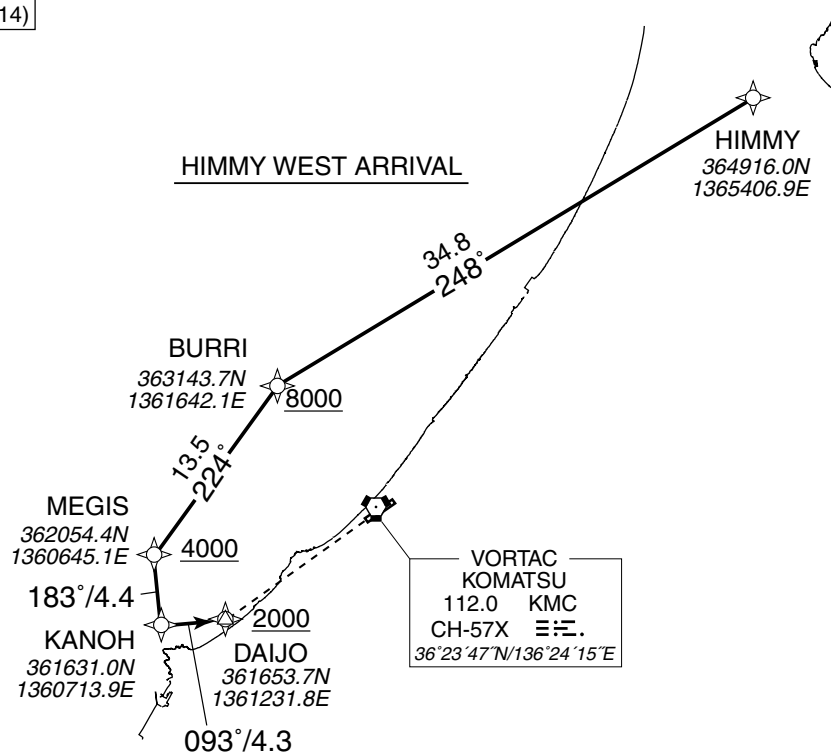 14)
HIMMY WEST ARRIVAL
HIMMY
364916.0N
1365406.9E
34.8
248°
BURRI
363143.7N
1361642.1E
8000
13.5
224°
MEGIS
362054.4N
1360645.1E
4000
183°/4.4
KANOH
361631.0N
1360713.9E
2000
DAIJO
361653.7N
1361231.8E
093°/4.3
VORTAC
KOMATSU
112.0 KMC
CH-57X
36°23´47˝N/136°24´15˝E